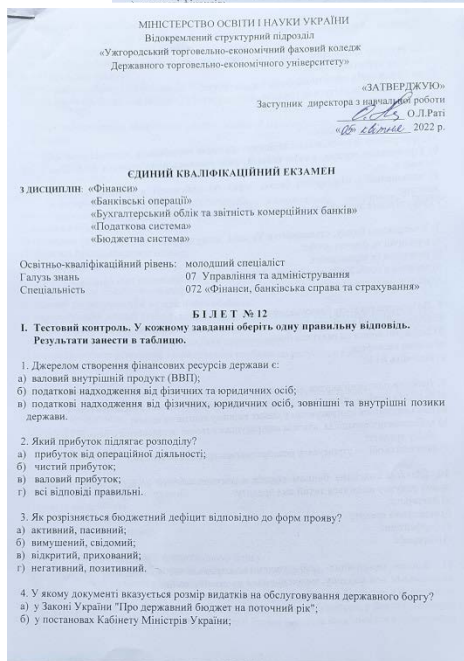 МІНІСТЕРСТВО ОСВІТИ І НАУКИ УКРАЇНИ
Відокремлений структурний підрозділ
«Ужгородський торговельно-економічний фаховий коледж
Державного торговельно-економічного університету»
«ЗАТВЕРДЖУЮ»
Заступник директора з навчальної роботи
О.Л.Раті
«05» квітня 2022 р.
ЄДИНИЙ КВАЛІФІКАЦІЙНИЙ ЕКЗАМЕН
З ДИСЦИПЛІН: «Фінанси»
«Банківські операції»
«Бухгалтерський облік та звітність комерційних банків»
«Податкова система»
«Бюджетна система»
Освітньо-кваліфікаційний рівень: молодший спеціаліст
Галузь знань 07 Управління та адміністрування
Спеціальність 072 «Фінанси, банківська справа та страхування»
Б І Л Е Т № 12
І. Тестовий контроль. У кожному завданні оберіть одну правильну відповідь.
Результати занести в таблицю.
1. Джерелом створення фінансових ресурсів держави є:
а) валовий внутрішній продукт (ВВП);
б) податкові надходження від фізичних та юридичних осіб;
в) податкові надходження від фізичних, юридичних осіб, зовнішні та внутрішні позики
держави.
2. Який прибуток підлягає розподілу?
а) прибуток від операційної діяльності;
б) чистий прибуток;
в) валовий прибуток;
г) всі відповіді правильні.
3. Як розрізняється бюджетний дефіцит відповідно до форм прояву?
а) активний, пасивний;
б) вимушений, свідомий;
в) відкритий, прихований;
г) негативний, позитивний.
4. У якому документі вказується розмір видатків на обслуговування державного боргу?
а) у Законі України "Про державний бюджет на поточний рік";
б) у постановах Кабінету Міністрів України;